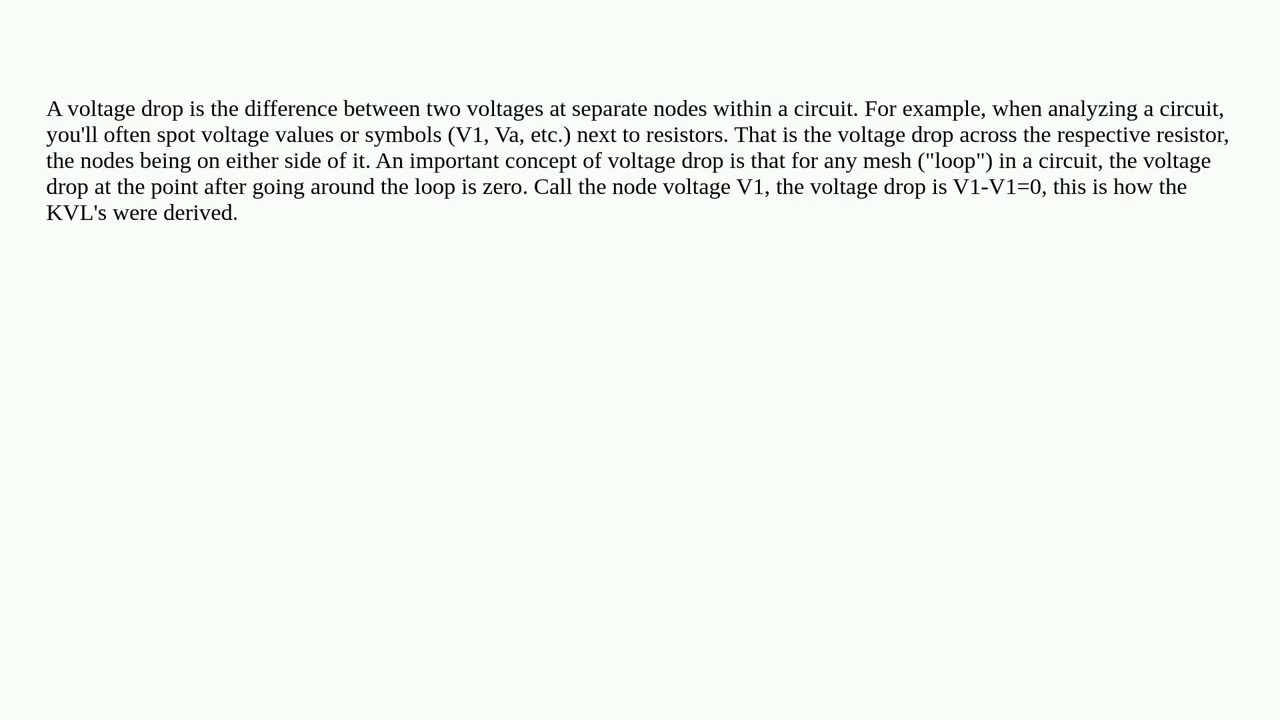 A voltage drop is the difference between two voltages at separate nodes within a circuit. For example, when analyzing a circuit,
you'll often spot voltage values or symbols (V1, Va, etc.) next to resistors. That is the voltage drop across the respective resistor,
the nodes being on either side of it. An important concept of voltage drop is that for any mesh ("loop") in a circuit, the voltage
drop at the point after going around the loop is zero. Call the node voltage V1, the voltage drop is V1-V1=0, this is how the
KVL's were derived.